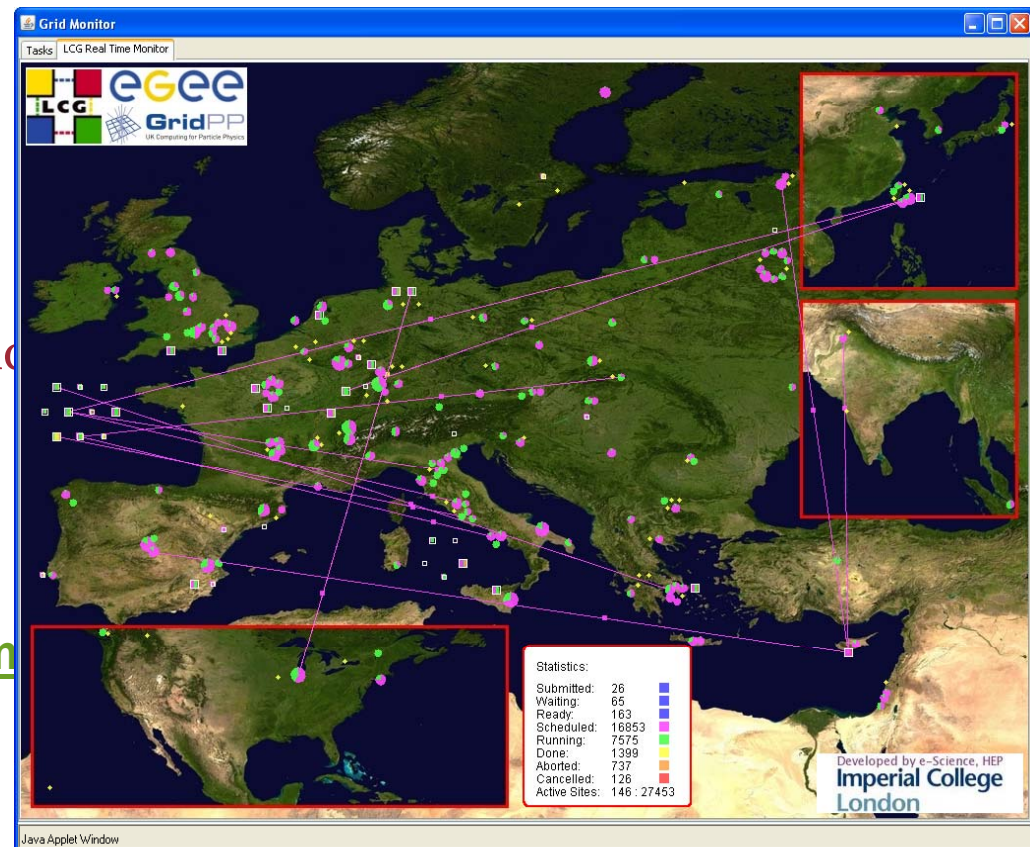 Grid Monitor
Tasks LCG Real Time Monitor
LCG
egee
GridPP
UK Computing for Particle Physics
Statistics:
Submitted: 26
Waiting: 65
Ready: 163
Scheduled: 16853
Running: 7575
Done: 1399
Aborted: 737
Cancelled: 126
Active Sites: 146 : 27453
Developed by e-Science, HEP
Imperial College
London
Java Applet Window